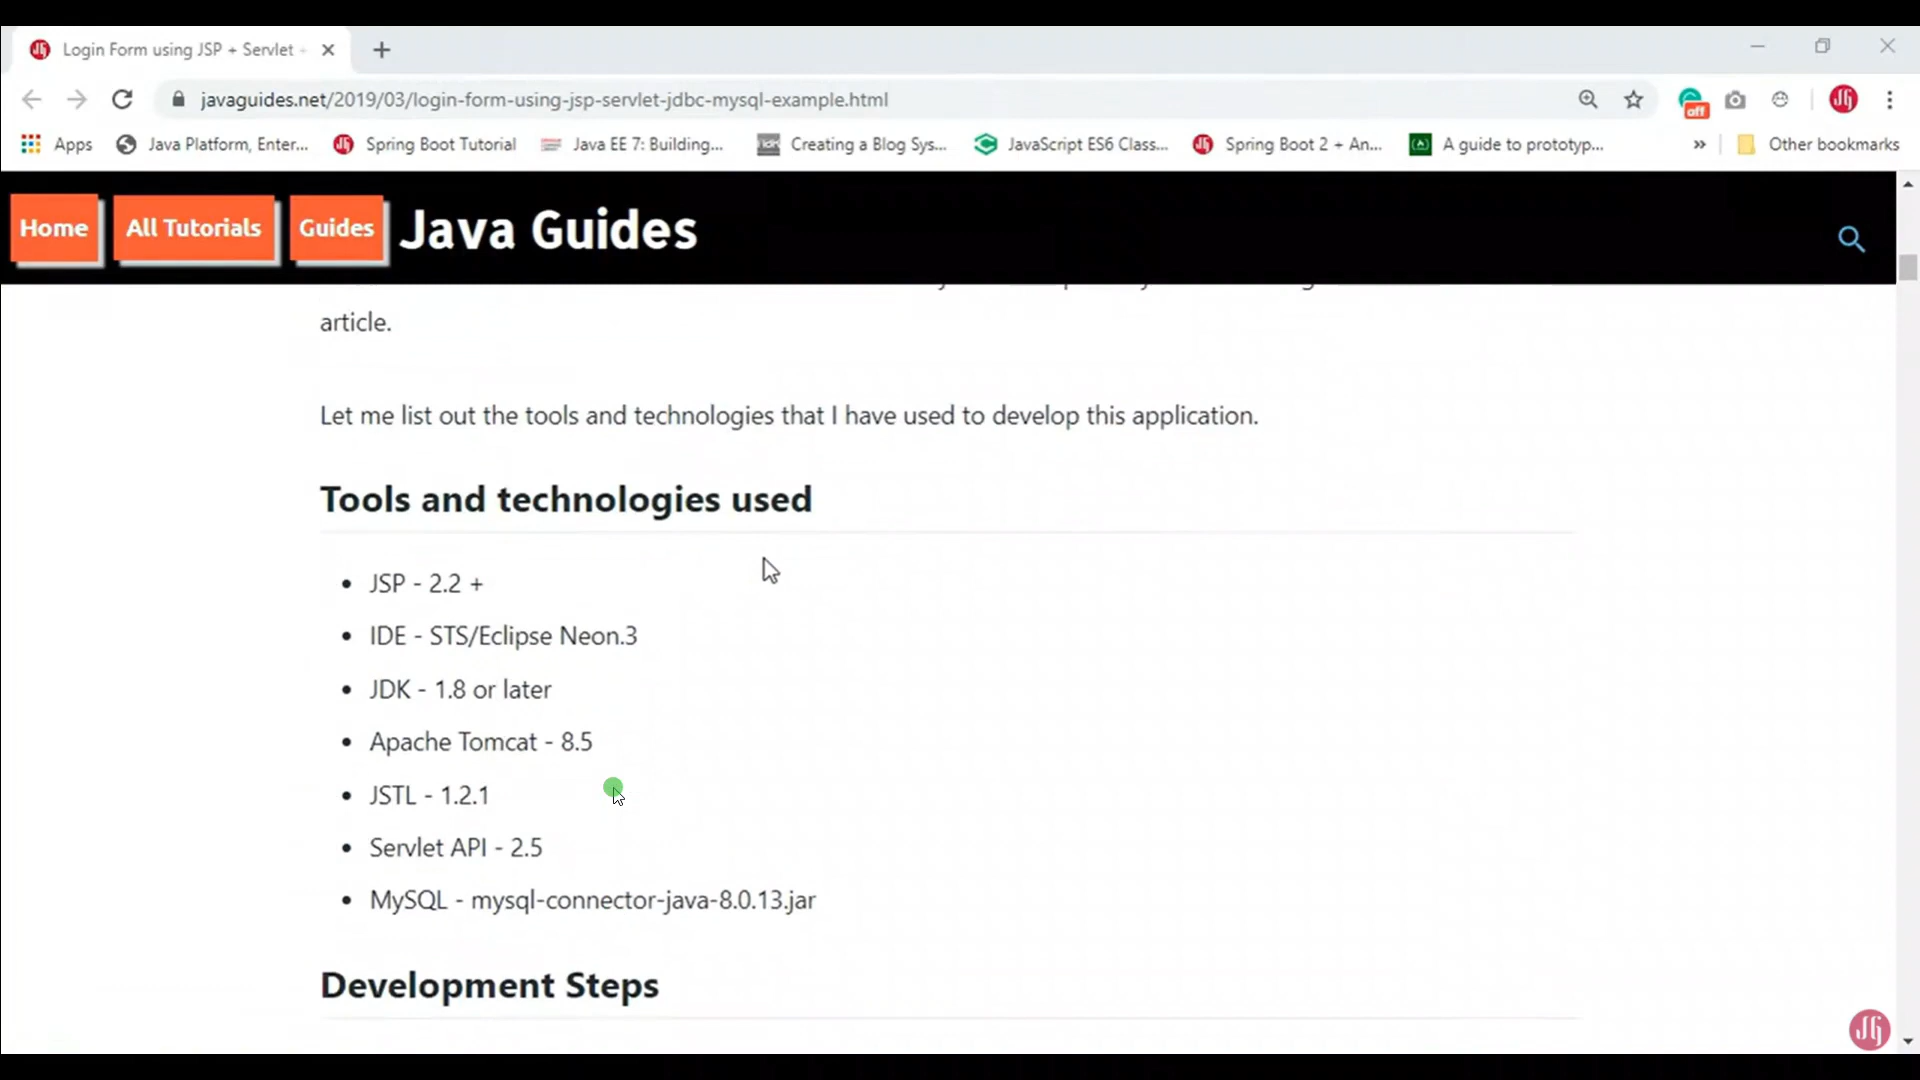 Login Form using JSP + Servlet
javaguides.net/2019/03/login-form-using-jsp-servlet-jdbc-mysql-example.html
off
Apps
Java Platform, Enter...
Spring Boot Tutorial
Java EE 7: Building...
Creating a Blog Sys...
JavaScript ES6 Class...
Spring Boot 2 + An...
A guide to prototyp...
»
Other bookmarks
Home
All Tutorials
Guides
Java Guides
article.
Let me list out the tools and technologies that I have used to develop this application.
Tools and technologies used
• JSP - 2.2 +
• IDE - STS/Eclipse Neon.3
• JDK - 1.8 or later
• Apache Tomcat - 8.5
• JSTL - 1.2.1
• Servlet API - 2.5
• MySQL - mysql-connector-java-8.0.13.jar
Development Steps
JG